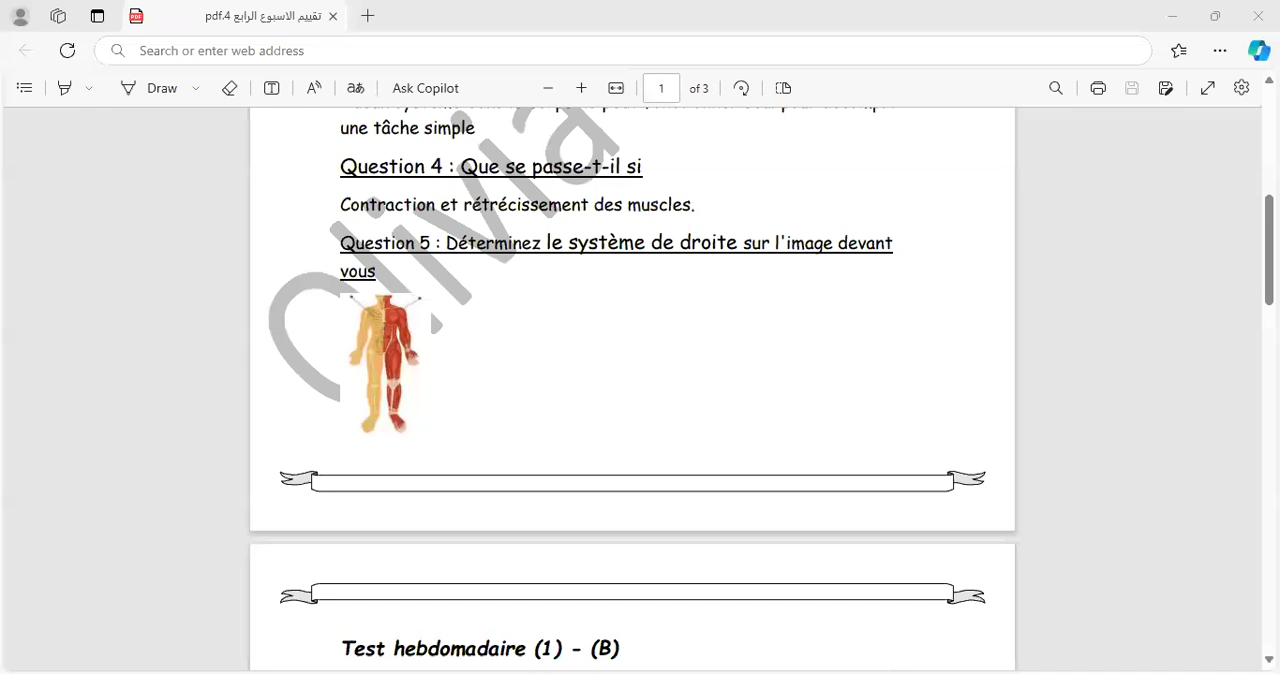 تقييم الاسبوع الرابع 4.pdf
Search or enter web address
Draw
Ask Copilot
1 of 3
une tâche simple
Question 4 : Que se passe-t-il si
Contraction et rétrécissement des muscles.
Question 5 : Déterminez le système de droite sur l'image devant
vous
Olivia
Test hebdomadaire (1) - (B)